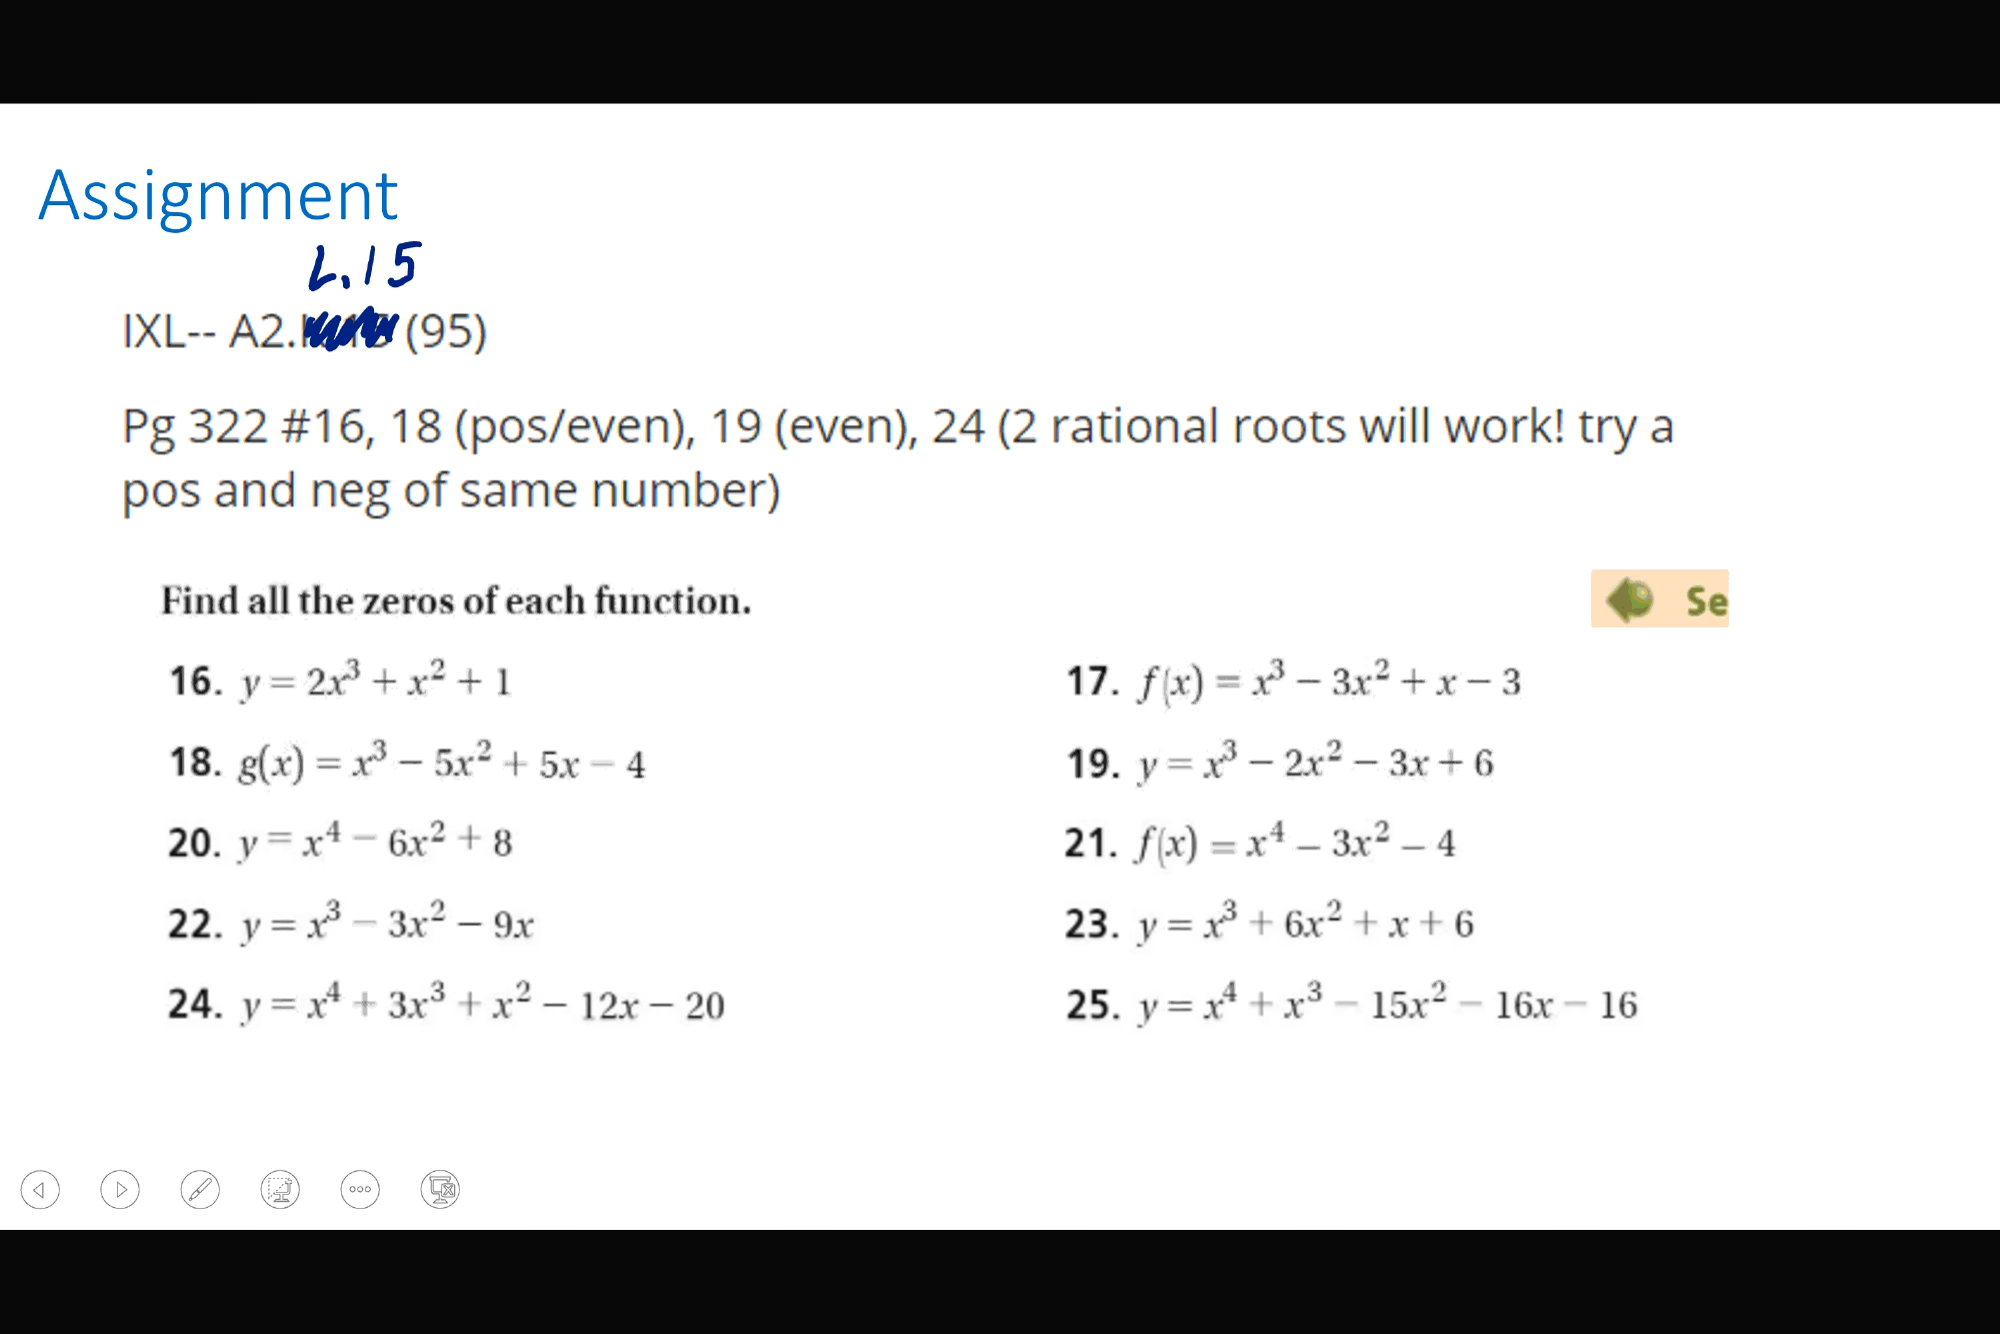 Assignment
L.15
IXL-- A2. (95)
Pg 322 #16, 18 (pos/even), 19 (even), 24 (2 rational roots will work! try a
pos and neg of same number)
Find all the zeros of each function.
Se
16. y = 2x³ + x² + 1
17. f(x) = x³ – 3x² + x – 3
18. g(x) = x³ – 5x² + 5x – 4
19. y = x³ – 2x² – 3x + 6
20. y = x⁴ – 6x² + 8
21. f(x) = x⁴ – 3x² – 4
22. y = x³ – 3x² – 9x
23. y = x³ + 6x² + x + 6
24. y = x⁴ + 3x³ + x² – 12x – 20
25. y = x⁴ + x³ – 15x² – 16x – 16